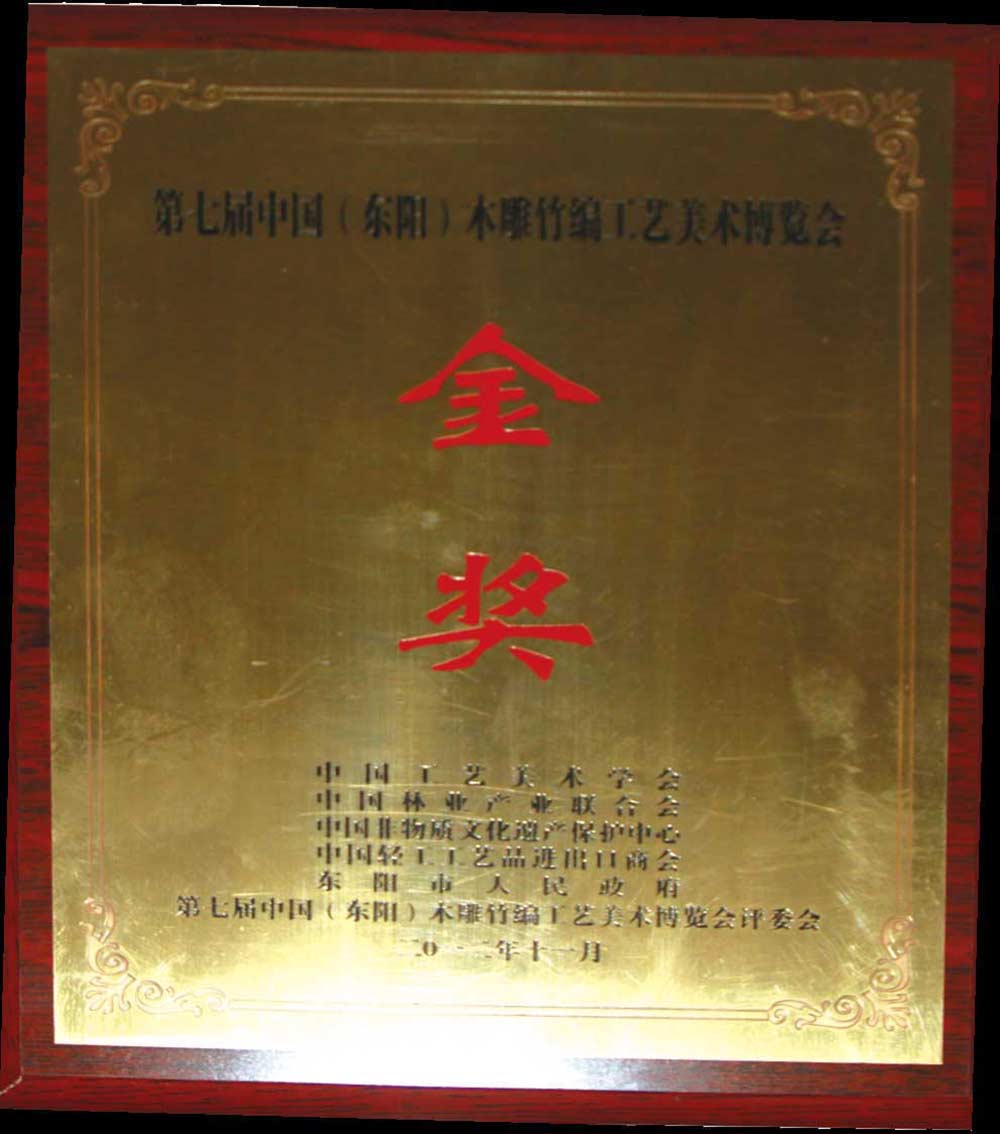 第七届中国（东阳）木雕竹编工艺美术博览会
金
奖
中国工艺美术学会
中国林业产业联合会
中国非物质文化遗产保护中心
中国轻工工艺品进出口商会
东阳市人民政府
第七届中国（东阳）木雕竹编工艺美术博览会评委会
二〇一二年十一月